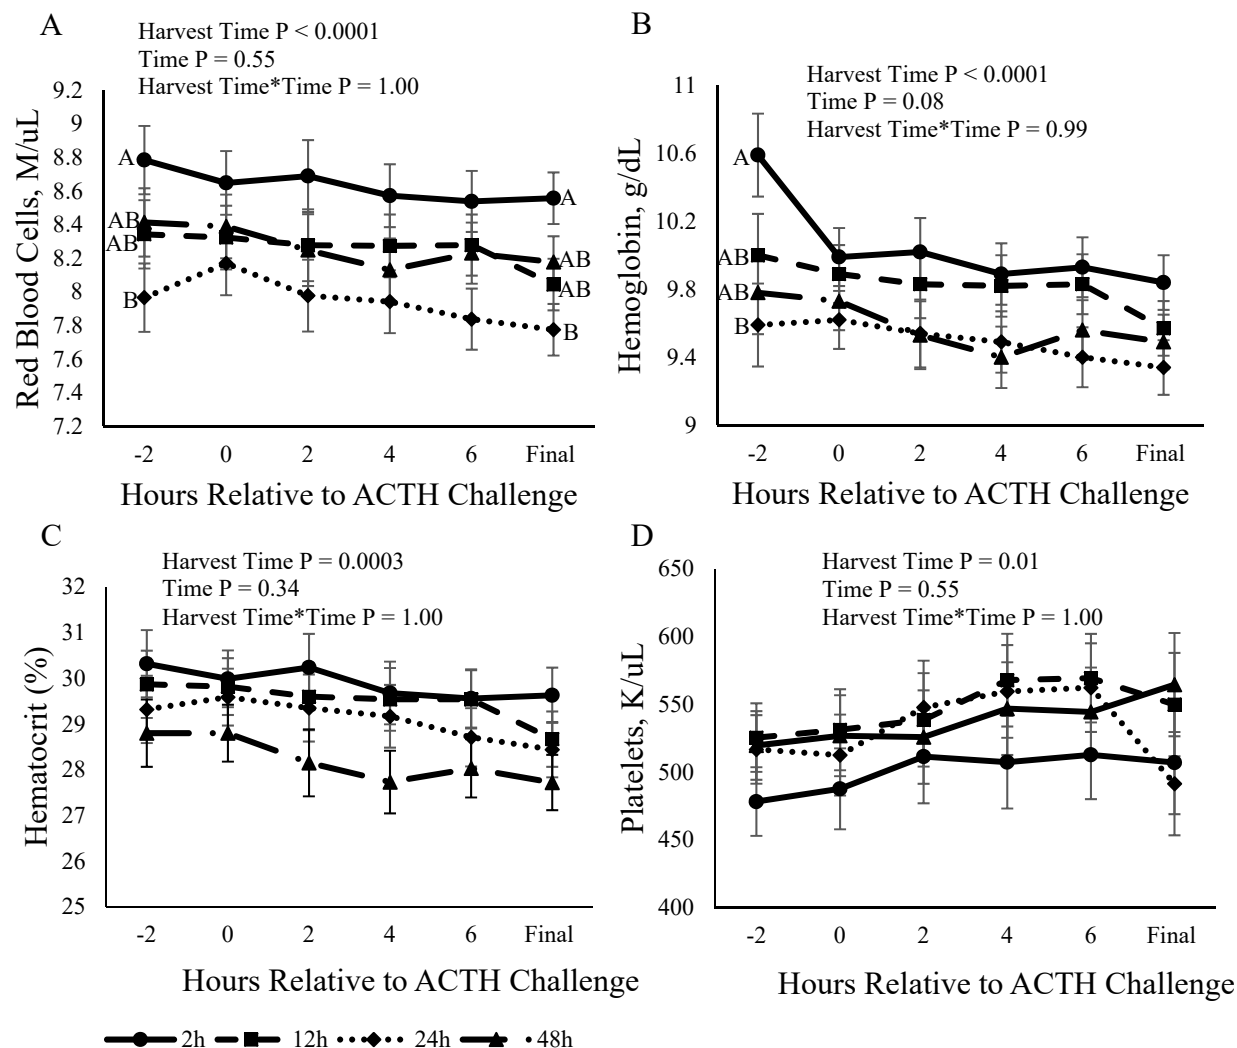 A
Harvest Time P < 0.0001
Time P = 0.55
Harvest Time*Time P = 1.00
Red Blood Cells, M/uL
9.2
9
8.8
8.6
8.4
8.2
8
7.8
7.6
7.4
7.2
A
AB
AB
B
A
AB
AB
B
-2 0 2 4 6 Final
Hours Relative to ACTH Challenge
B
Harvest Time P < 0.0001
Time P = 0.08
Harvest Time*Time P = 0.99
Hemoglobin, g/dL
11
10.6
10.2
9.8
9.4
9
A
AB
AB
B
-2 0 2 4 6 Final
Hours Relative to ACTH Challenge
C
Harvest Time P = 0.0003
Time P = 0.34
Harvest Time*Time P = 1.00
Hematocrit (%)
32
31
30
29
28
27
26
25
-2 0 2 4 6 Final
Hours Relative to ACTH Challenge
D
Harvest Time P = 0.01
Time P = 0.55
Harvest Time*Time P = 1.00
Platelets, K/uL
650
600
550
500
450
400
-2 0 2 4 6 Final
Hours Relative to ACTH Challenge
2h 12h 24h 48h